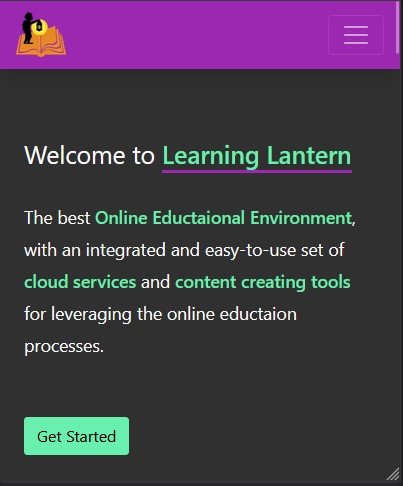 Welcome to Learning Lantern
The best Online Eductaional Environment,
with an integrated and easy-to-use set of
cloud services and content creating tools
for leveraging the online eductaion
processes.
Get Started